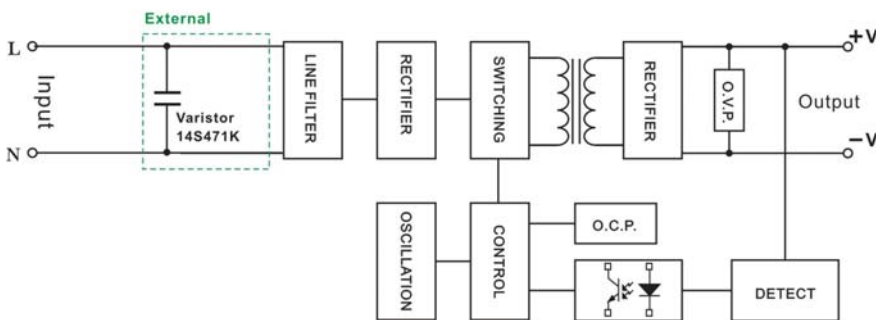 External
L
N
Input
Varistor
14S471K
LINE FILTER
RECTIFIER
SWITCHING
RECTIFIER
O.V.P.
+V
Output
−V
OSCILLATION
CONTROL
O.C.P.
DETECT